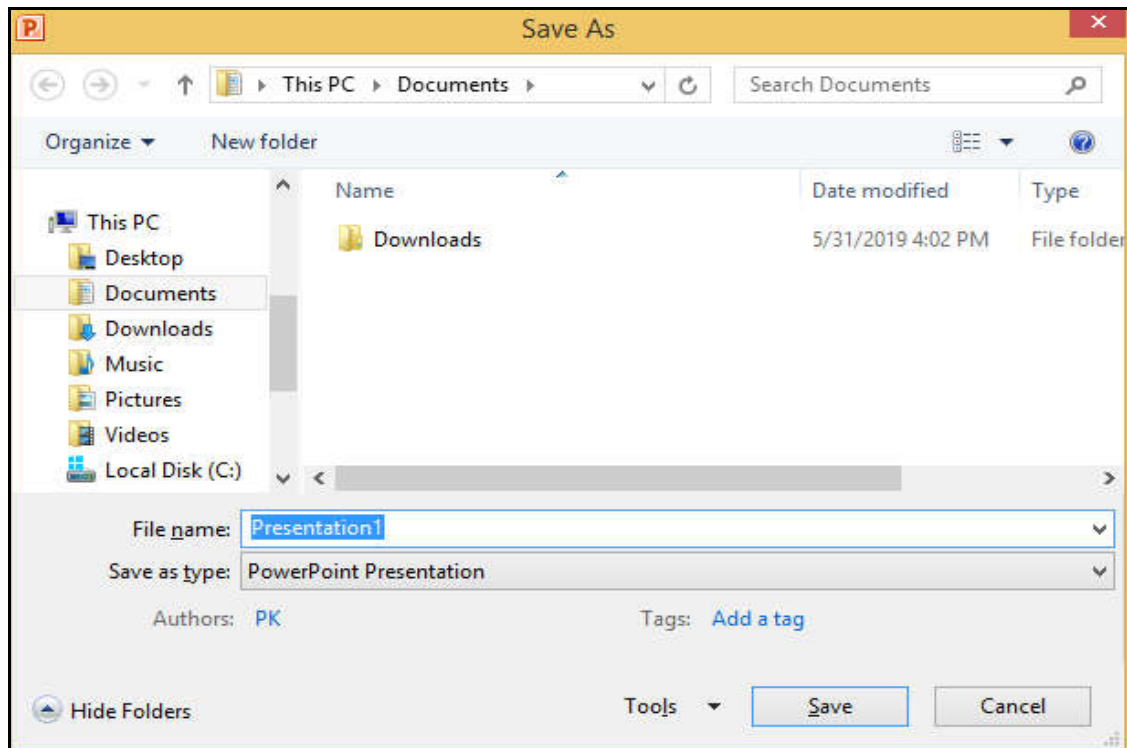 Save As
This PC Documents Search Documents
Organize New folder
Name Date modified Type
This PC
Downloads 5/31/2019 4:02 PM File folder
Desktop
Documents
Downloads
Music
Pictures
Videos
Local Disk (C:)
File name: Presentation1
Save as type: PowerPoint Presentation
Authors: PK Tags: Add a tag
Hide Folders Tools Save Cancel